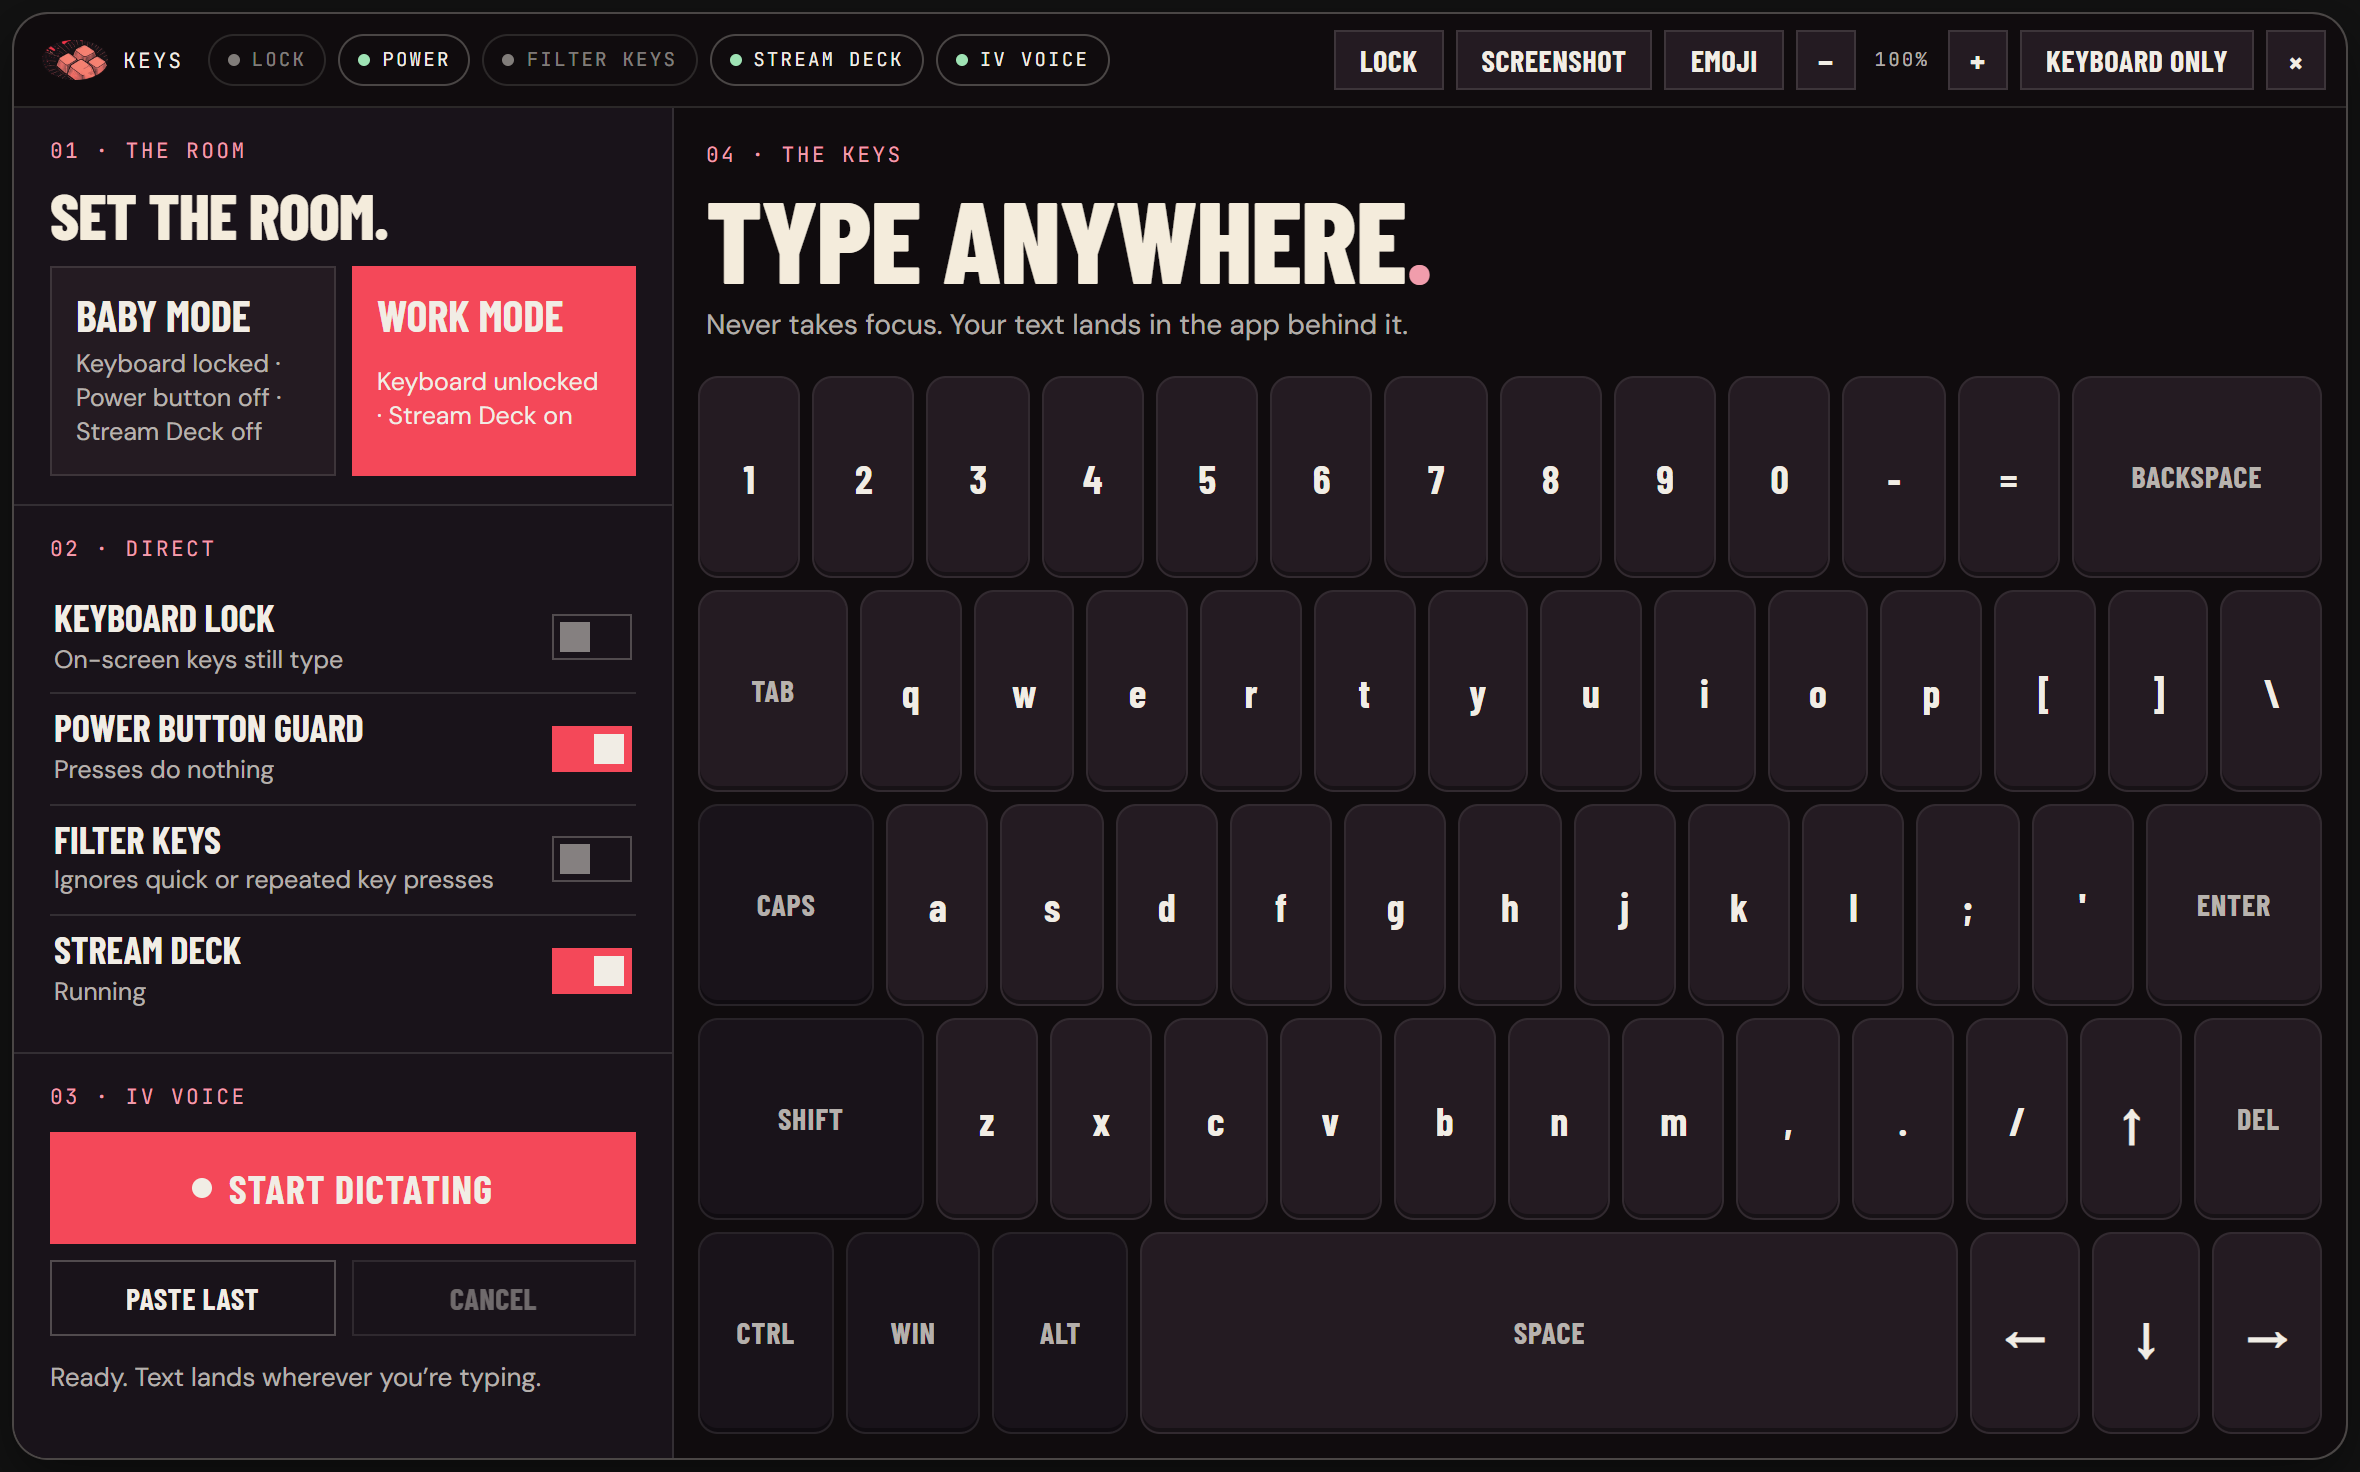 KEYS
LOCK
POWER
FILTER KEYS
STREAM DECK
IV VOICE
LOCK
SCREENSHOT
EMOJI
–
100%
+
KEYBOARD ONLY
×
01 · THE ROOM
SET THE ROOM.
BABY MODE
Keyboard locked ·
Power button off ·
Stream Deck off
WORK MODE
Keyboard unlocked
· Stream Deck on
02 · DIRECT
KEYBOARD LOCK
On-screen keys still type
POWER BUTTON GUARD
Presses do nothing
FILTER KEYS
Ignores quick or repeated key presses
STREAM DECK
Running
03 · IV VOICE
START DICTATING
PASTE LAST
CANCEL
Ready. Text lands wherever you’re typing.
04 · THE KEYS
TYPE ANYWHERE.
Never takes focus. Your text lands in the app behind it.
1 2 3 4 5 6 7 8 9 0 - = BACKSPACE
TAB q w e r t y u i o p [ ] \
CAPS a s d f g h j k l ; ' ENTER
SHIFT z x c v b n m , . / ↑ DEL
CTRL WIN ALT SPACE ← ↓ →